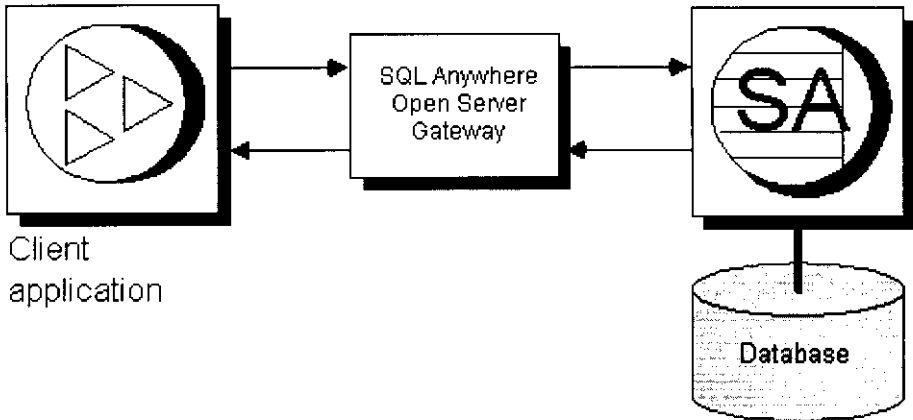 SQL Anywhere
Open Server
Gateway
SA
Client
application
Database